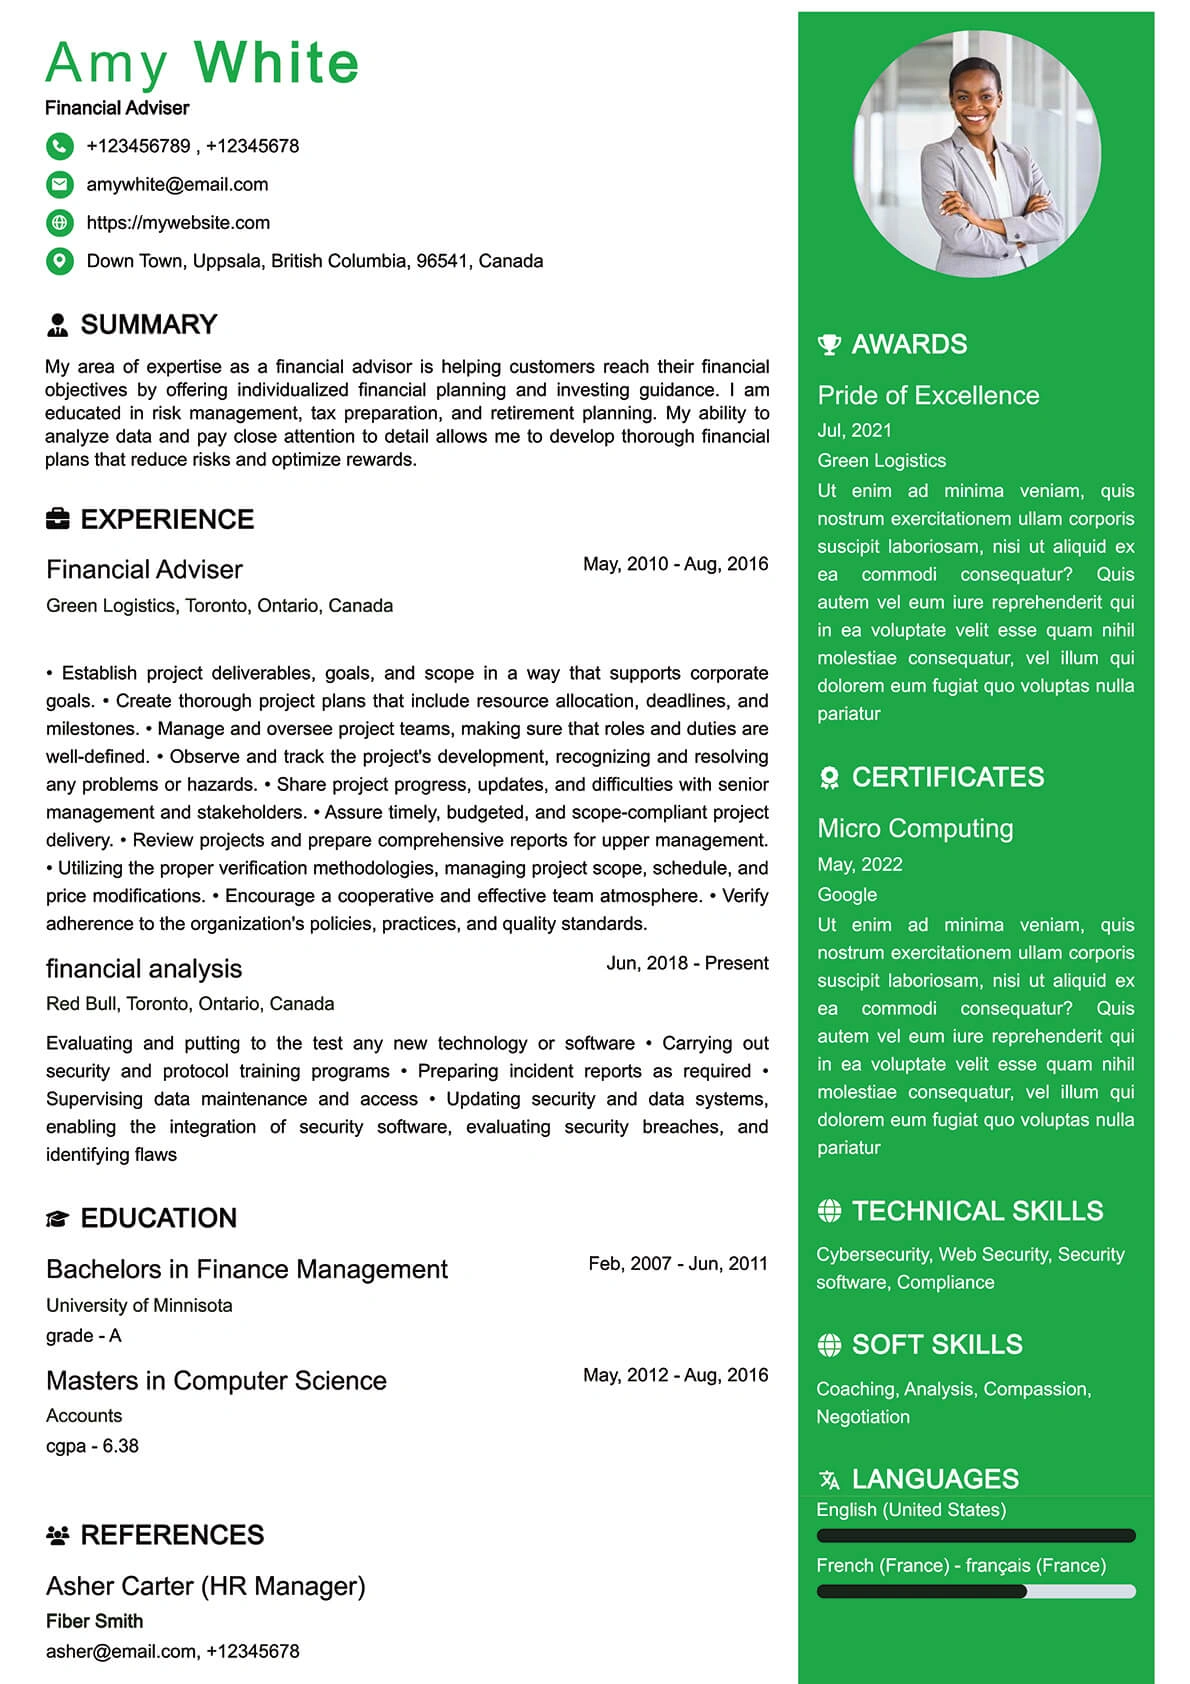 Amy White
Financial Adviser
+123456789 , +12345678
amywhite@email.com
https://mywebsite.com
Down Town, Uppsala, British Columbia, 96541, Canada
SUMMARY
My area of expertise as a financial advisor is helping customers reach their financial
objectives by offering individualized financial planning and investing guidance. I am
educated in risk management, tax preparation, and retirement planning. My ability to
analyze data and pay close attention to detail allows me to develop thorough financial
plans that reduce risks and optimize rewards.
EXPERIENCE
Financial Adviser
May, 2010 - Aug, 2016
Green Logistics, Toronto, Ontario, Canada
• Establish project deliverables, goals, and scope in a way that supports corporate
goals. • Create thorough project plans that include resource allocation, deadlines, and
milestones. • Manage and oversee project teams, making sure that roles and duties are
well-defined. • Observe and track the project's development, recognizing and resolving
any problems or hazards. • Share project progress, updates, and difficulties with senior
management and stakeholders. • Assure timely, budgeted, and scope-compliant project
delivery. • Review projects and prepare comprehensive reports for upper management.
• Utilizing the proper verification methodologies, managing project scope, schedule, and
price modifications. • Encourage a cooperative and effective team atmosphere. • Verify
adherence to the organization's policies, practices, and quality standards.
financial analysis
Jun, 2018 - Present
Red Bull, Toronto, Ontario, Canada
Evaluating and putting to the test any new technology or software • Carrying out
security and protocol training programs • Preparing incident reports as required •
Supervising data maintenance and access • Updating security and data systems,
enabling the integration of security software, evaluating security breaches, and
identifying flaws
EDUCATION
Bachelors in Finance Management
Feb, 2007 - Jun, 2011
University of Minnisota
grade - A
Masters in Computer Science
May, 2012 - Aug, 2016
Accounts
cgpa - 6.38
REFERENCES
Asher Carter (HR Manager)
Fiber Smith
asher@email.com, +12345678
AWARDS
Pride of Excellence
Jul, 2021
Green Logistics
Ut enim ad minima veniam, quis
nostrum exercitationem ullam corporis
suscipit laboriosam, nisi ut aliquid ex
ea commodi consequatur? Quis
autem vel eum iure reprehenderit qui
in ea voluptate velit esse quam nihil
molestiae consequatur, vel illum qui
dolorem eum fugiat quo voluptas nulla
pariatur
CERTIFICATES
Micro Computing
May, 2022
Google
Ut enim ad minima veniam, quis
nostrum exercitationem ullam corporis
suscipit laboriosam, nisi ut aliquid ex
ea commodi consequatur? Quis
autem vel eum iure reprehenderit qui
in ea voluptate velit esse quam nihil
molestiae consequatur, vel illum qui
dolorem eum fugiat quo voluptas nulla
pariatur
TECHNICAL SKILLS
Cybersecurity, Web Security, Security
software, Compliance
SOFT SKILLS
Coaching, Analysis, Compassion,
Negotiation
LANGUAGES
English (United States)
French (France) - français (France)